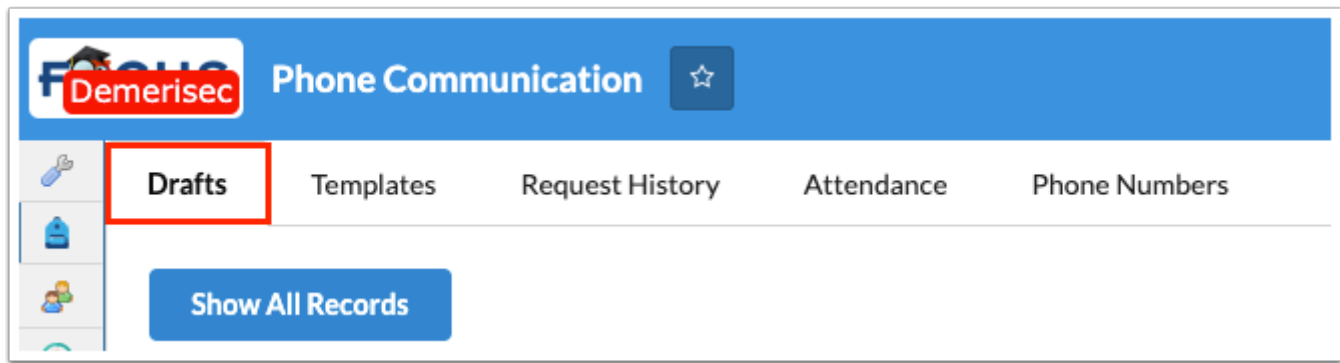 Demerisec
Phone Communication
Drafts Templates Request History Attendance Phone Numbers
Show All Records